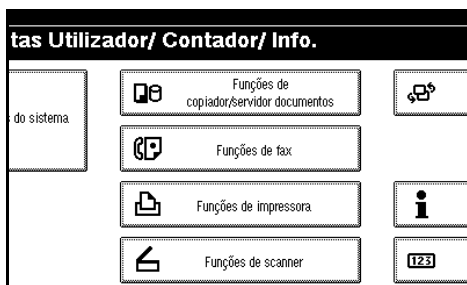 tas Utilizador/ Contador/ Info.
Funções de
copiador/servidor documentos
s do sistema
Funções de fax
Funções de impressora
Funções de scanner
123